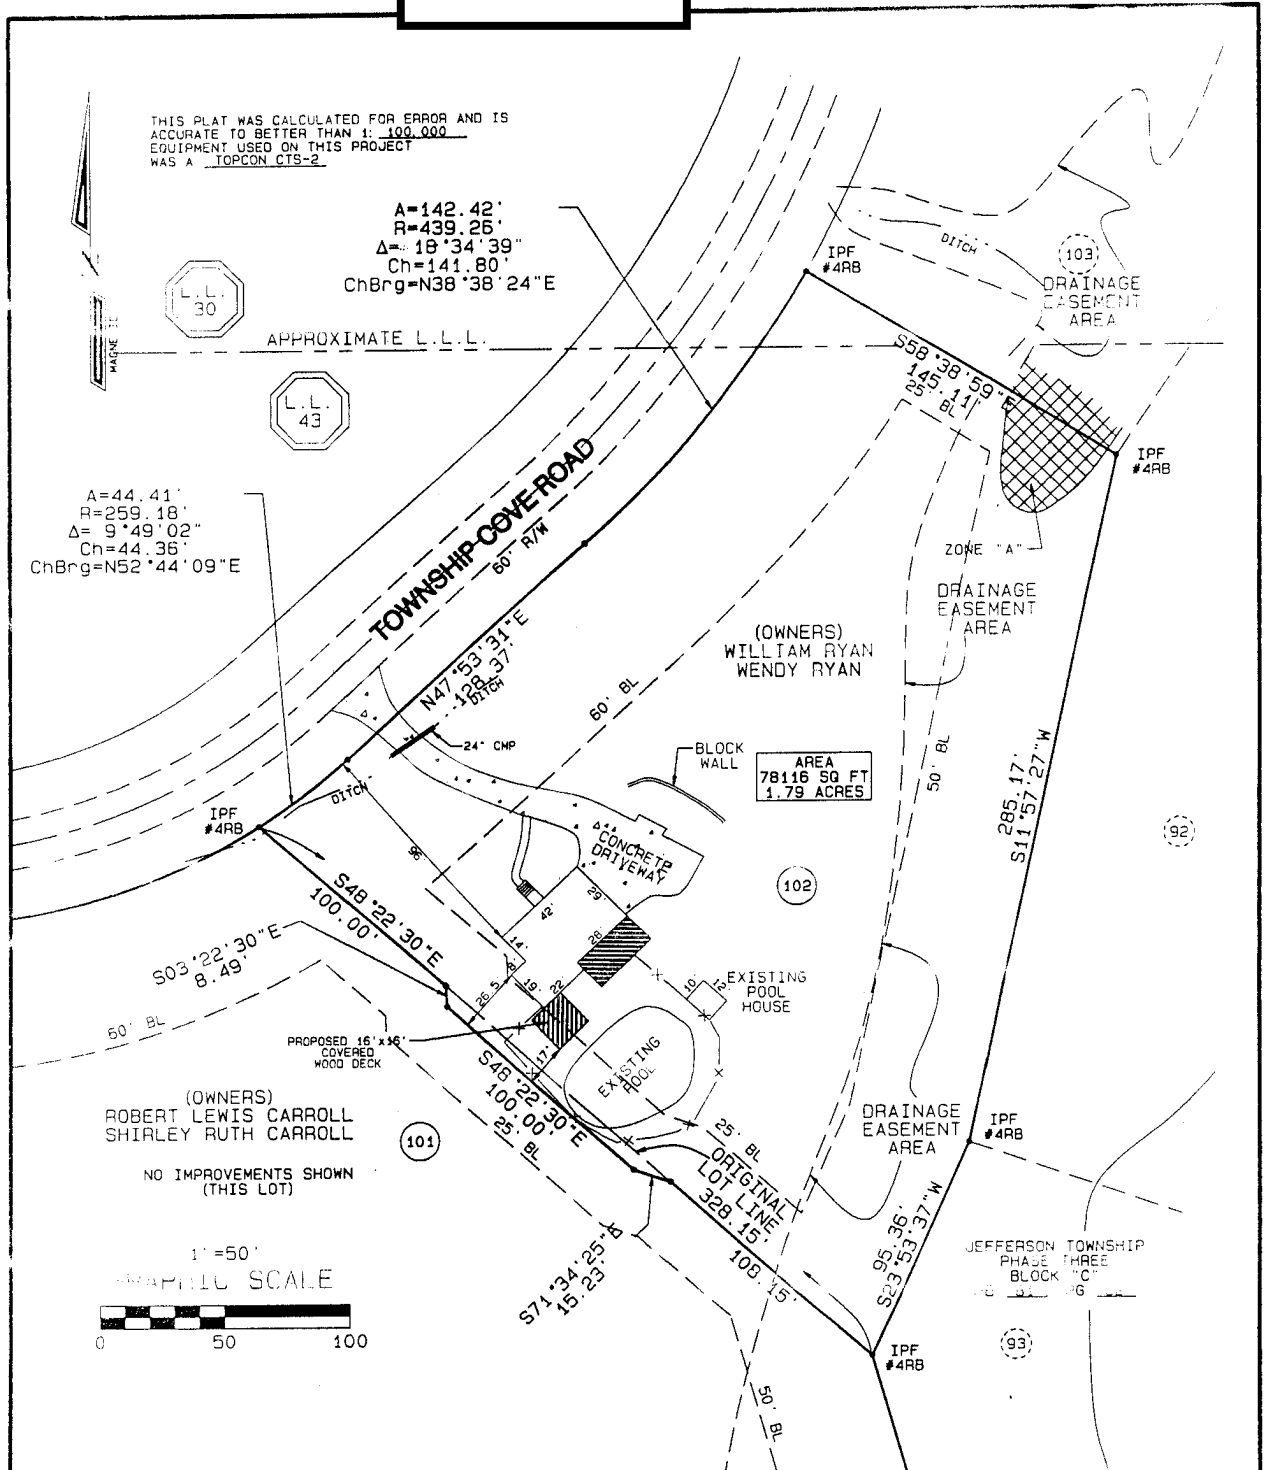 THIS PLAT WAS CALCULATED FOR ERROR AND IS
ACCURATE TO BETTER THAN 1: 100,000
EQUIPMENT USED ON THIS PROJECT
WAS A TOPCON CTS-2
A=142.42'
R=439.26'
Δ= 18°34'39"
Ch=141.80'
ChBrg=N38°38'24"E
IPF
#4RB
DITCH
103
DRAINAGE
EASEMENT
AREA
L.L.
30
MAGNETIC
APPROXIMATE L.L.L.
S58°38'59"E
145.11'
25' BL
L.L.
43
IPF
#4RB
TOWNSHIP COVE ROAD
60' R/W
A=44.41'
R=259.18'
Δ= 9°49'02"
Ch=44.36'
ChBrg=N52°44'09"E
ZONE "A"
DRAINAGE
EASEMENT
AREA
(OWNERS)
WILLIAM RYAN
WENDY RYAN
N47°53'31"E
128.37'
DITCH
60' BL
24" CMP
BLOCK
WALL
AREA
78116 SQ FT
1.79 ACRES
50' BL
285.17'
S11°57'27"W
DITCH
IPF
#4RB
96'
CONCRETE
DRIVEWAY
92
102
S48°22'30"E
100.00'
29'
42'
28'
14'
8'
S03°22'30"E
8.49'
26.5'
19'
22'
10'
12'
EXISTING
POOL
HOUSE
60' BL
PROPOSED 16'x16'
COVERED
WOOD DECK
17'
EXISTING
POOL
S48°22'30"E
100.00'
25' BL
(OWNERS)
ROBERT LEWIS CARROLL
SHIRLEY RUTH CARROLL
101
NO IMPROVEMENTS SHOWN
(THIS LOT)
DRAINAGE
EASEMENT
AREA
IPF
#4RB
25' BL
ORIGINAL
LOT LINE
328.15'
108.15'
95.36'
S23°53'37"W
S71°34'25"E
15.23'
1"=50'
GRAPHIC SCALE
0 50 100
JEFFERSON TOWNSHIP
PHASE THREE
BLOCK "C"
IPF
#4RB
93
50' BL